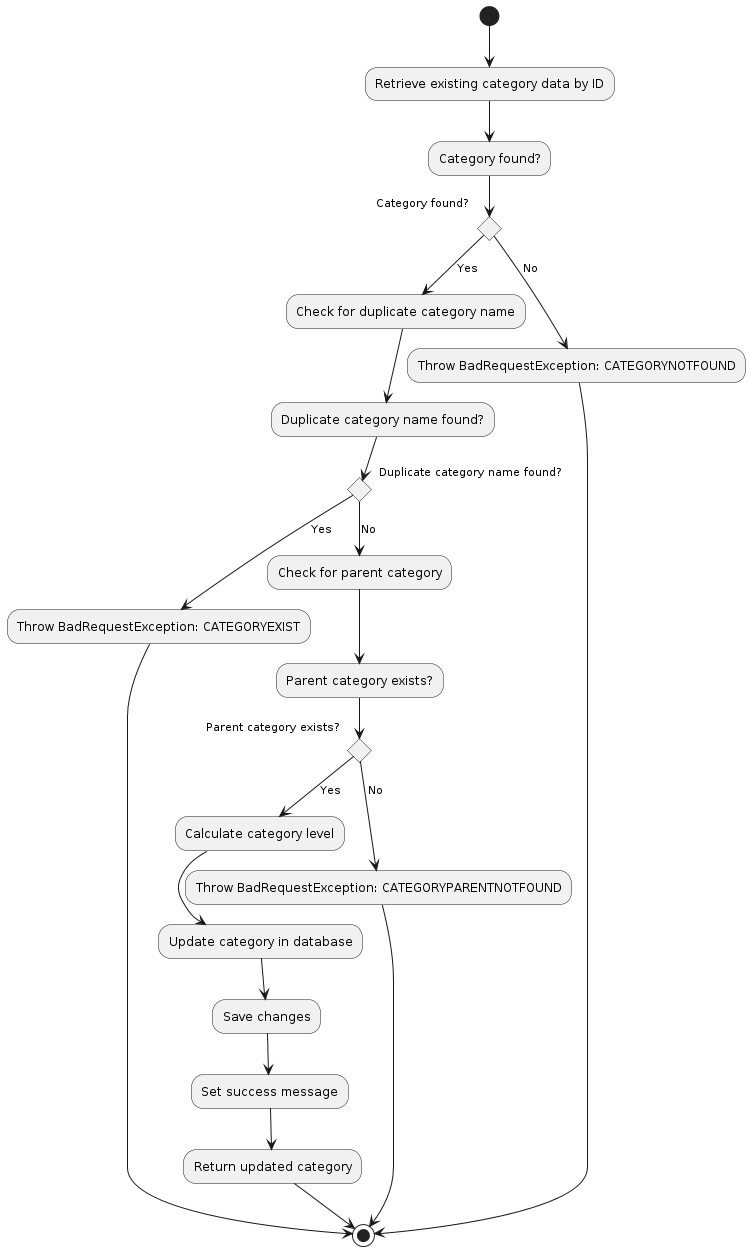 Retrieve existing category data by ID
Category found?
Category found?
Yes
No
Check for duplicate category name
Throw BadRequestException: CATEGORYNOTFOUND
Duplicate category name found?
Duplicate category name found?
Yes
No
Check for parent category
Throw BadRequestException: CATEGORYEXIST
Parent category exists?
Parent category exists?
Yes
No
Calculate category level
Throw BadRequestException: CATEGORYPARENTNOTFOUND
Update category in database
Save changes
Set success message
Return updated category